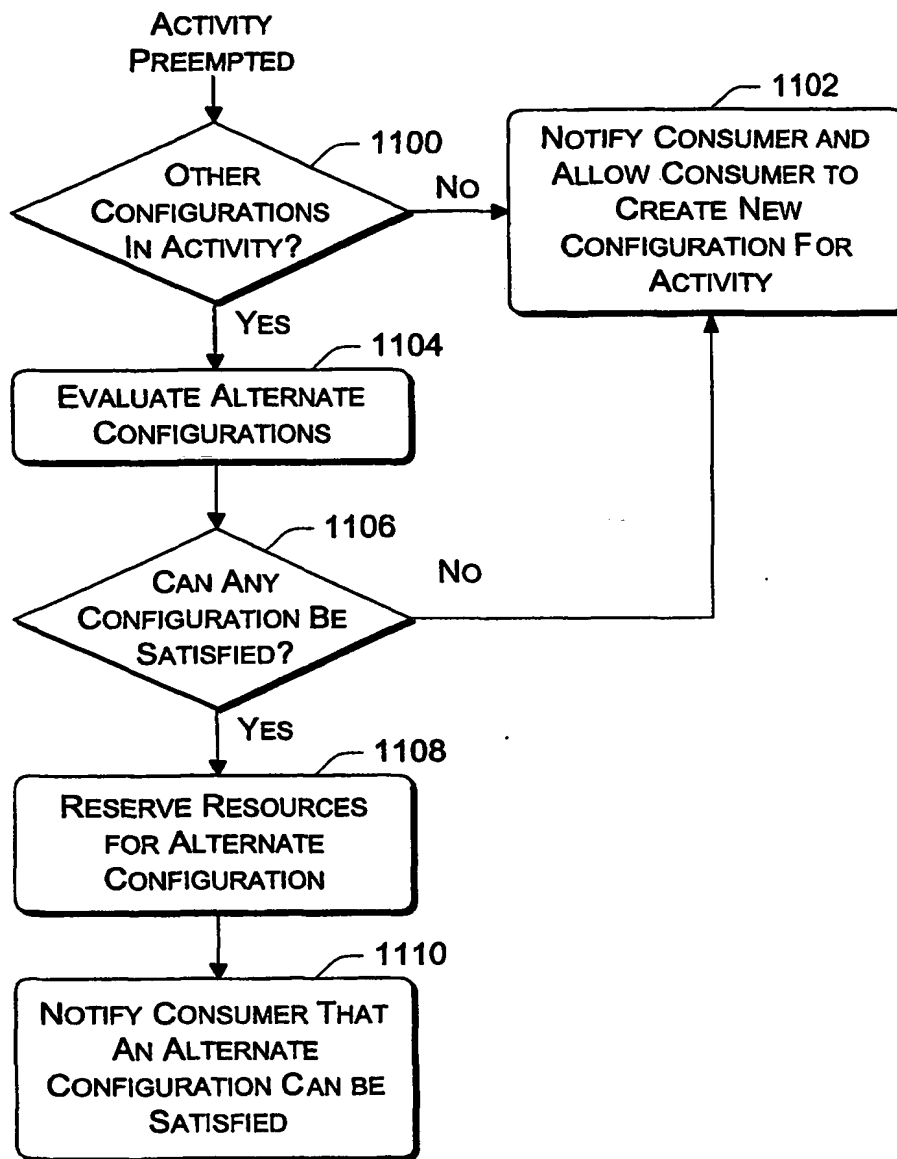 ACTIVITY
PREEMPTED
1100
OTHER
CONFIGURATIONS
IN ACTIVITY?
NO
1102
NOTIFY CONSUMER AND
ALLOW CONSUMER TO
CREATE NEW
CONFIGURATION FOR
ACTIVITY
YES
1104
EVALUATE ALTERNATE
CONFIGURATIONS
1106
CAN ANY
CONFIGURATION BE
SATISFIED?
NO
YES
1108
RESERVE RESOURCES
FOR ALTERNATE
CONFIGURATION
1110
NOTIFY CONSUMER THAT
AN ALTERNATE
CONFIGURATION CAN BE
SATISFIED